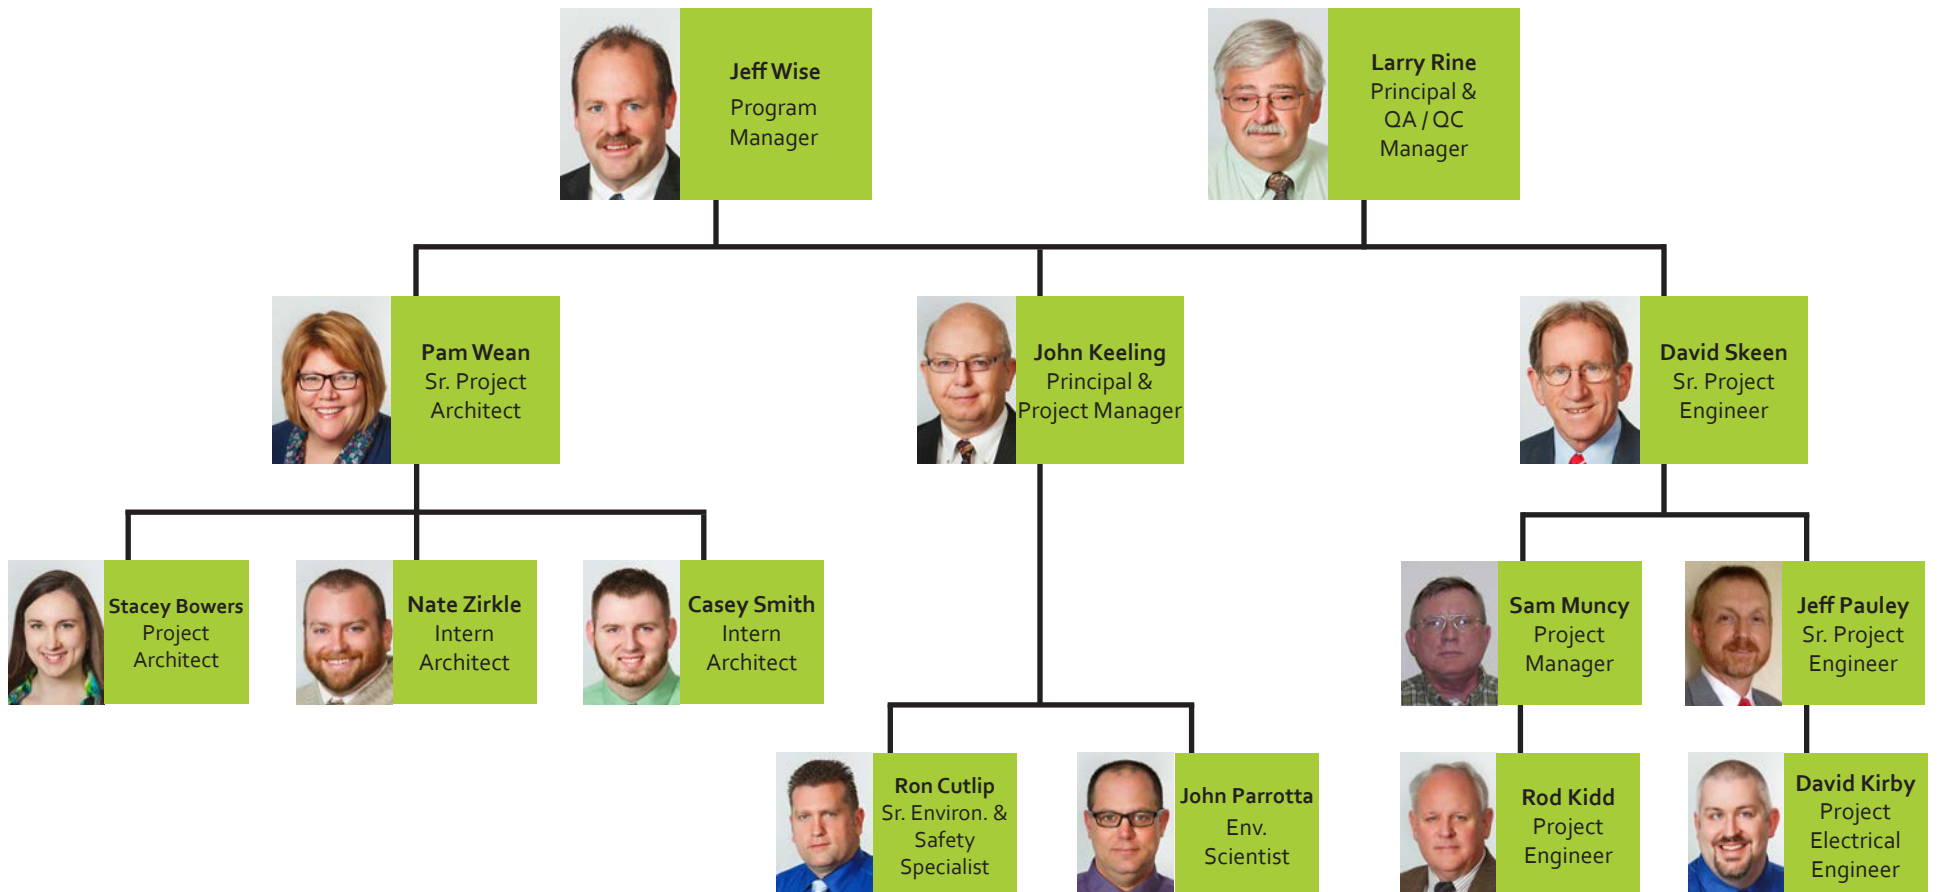 Jeff Wise
Program
Manager
Larry Rine
Principal &
QA / QC
Manager
Pam Wean
Sr. Project
Architect
John Keeling
Principal &
Project Manager
David Skeen
Sr. Project
Engineer
Stacey Bowers
Project
Architect
Nate Zirkle
Intern
Architect
Casey Smith
Intern
Architect
Sam Muncy
Project
Manager
Jeff Pauley
Sr. Project
Engineer
Ron Cutlip
Sr. Environ. &
Safety
Specialist
John Parrotta
Env.
Scientist
Rod Kidd
Project
Engineer
David Kirby
Project
Electrical
Engineer